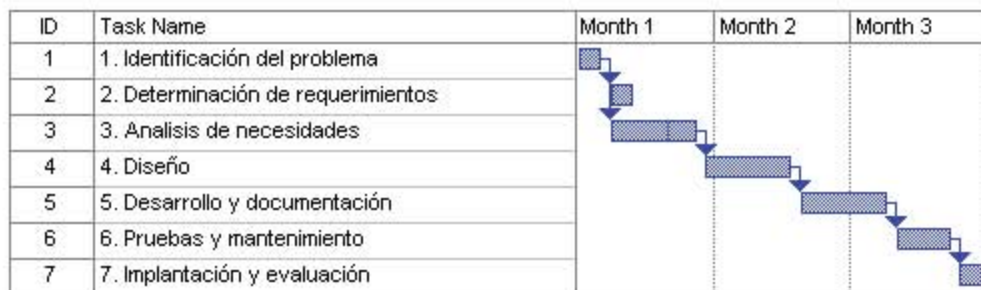 ID Task Name Month 1 Month 2 Month 3
1 1. Identificación del problema
2 2. Determinación de requerimientos
3 3. Analisis de necesidades
4 4. Diseño
5 5. Desarrollo y documentación
6 6. Pruebas y mantenimiento
7 7. Implantación y evaluación